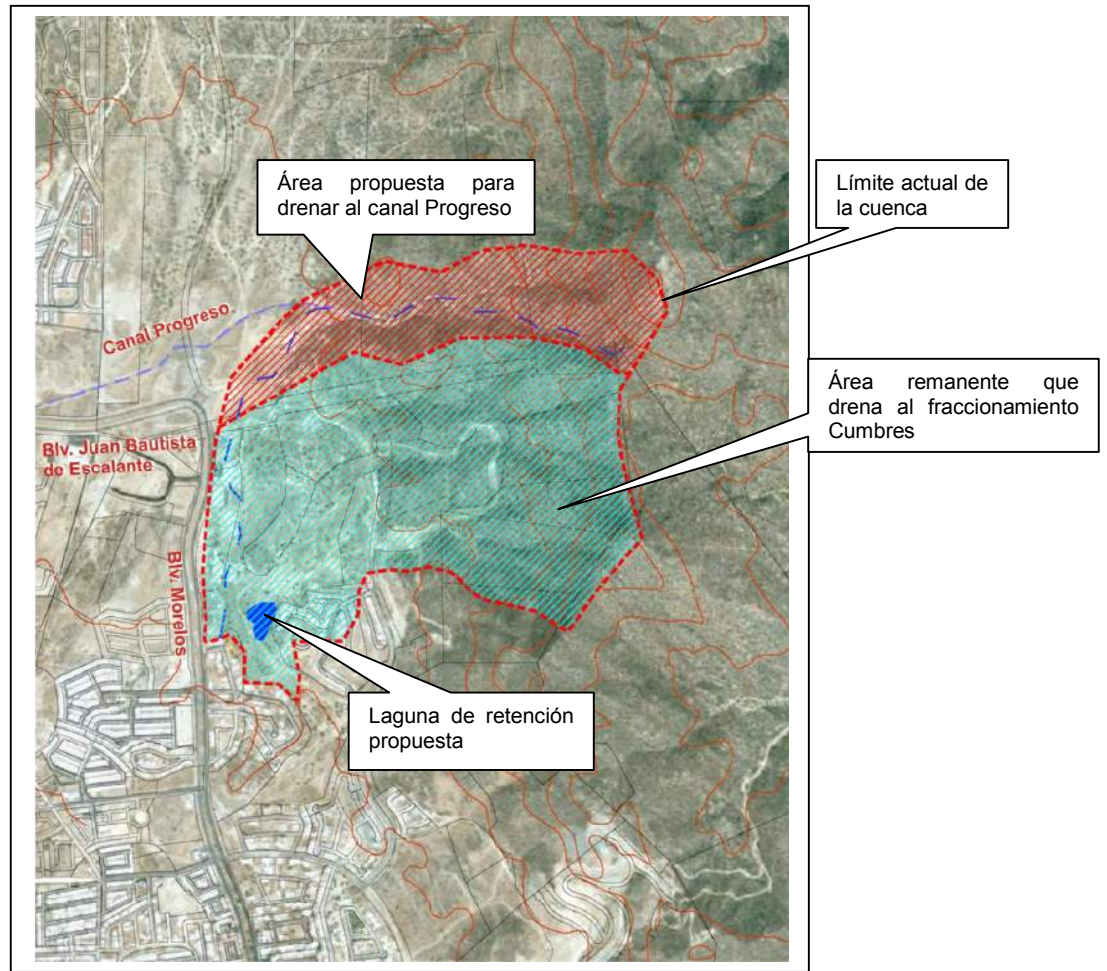 Área propuesta para
drenar al canal Progreso
Límite actual de
la cuenca
Canal Progreso
Área remanente que
drena al fraccionamiento
Cumbres
Blv. Juan Bautista
de Escalante
Blv. Morelos
Laguna de retención
propuesta